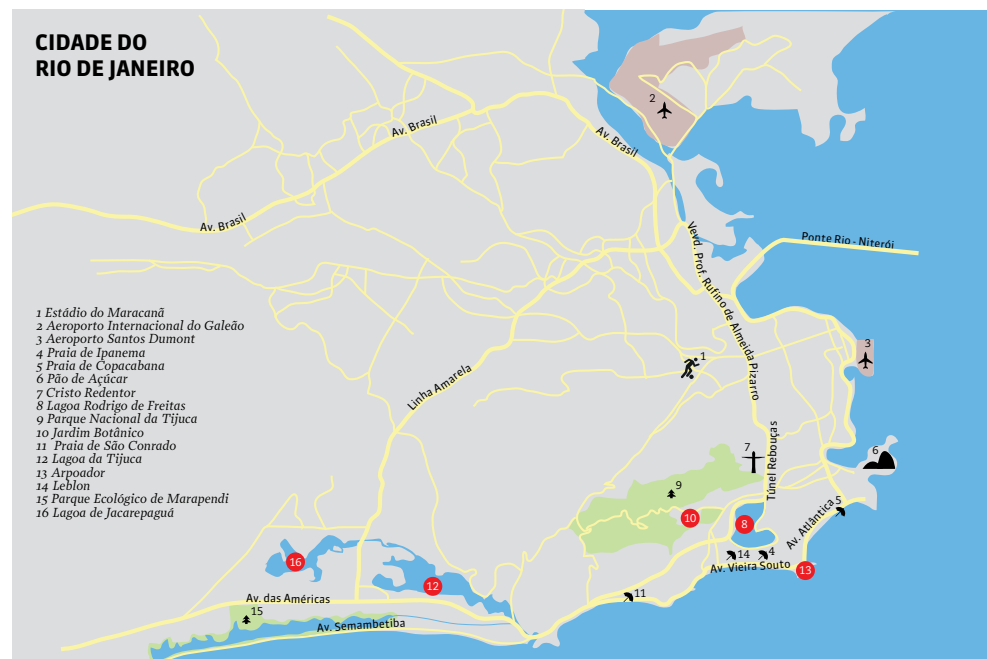 CIDADE DO
RIO DE JANEIRO
2
Av. Brasil
Av. Brasil
Av. Brasil
Ponte Rio - Niterói
Vevd. Prof. Rufino de Almeida Pizarro
1 Estádio do Maracanã
2 Aeroporto Internacional do Galeão
3 Aeroporto Santos Dumont
4 Praia de Ipanema
5 Praia de Copacabana
6 Pão de Açúcar
7 Cristo Redentor
8 Lagoa Rodrigo de Freitas
9 Parque Nacional da Tijuca
10 Jardim Botânico
11 Praia de São Conrado
12 Lagoa da Tijuca
13 Arpoador
14 Leblon
15 Parque Ecológico de Marapendi
16 Lagoa de Jacarepaguá
3
1
Linha Amarela
7
6
Túnel Rebouças
9
5
10
8
Av. Atlântica
14
4
16
Av. Vieira Souto
13
12
11
Av. das Américas
15
Av. Semambetiba